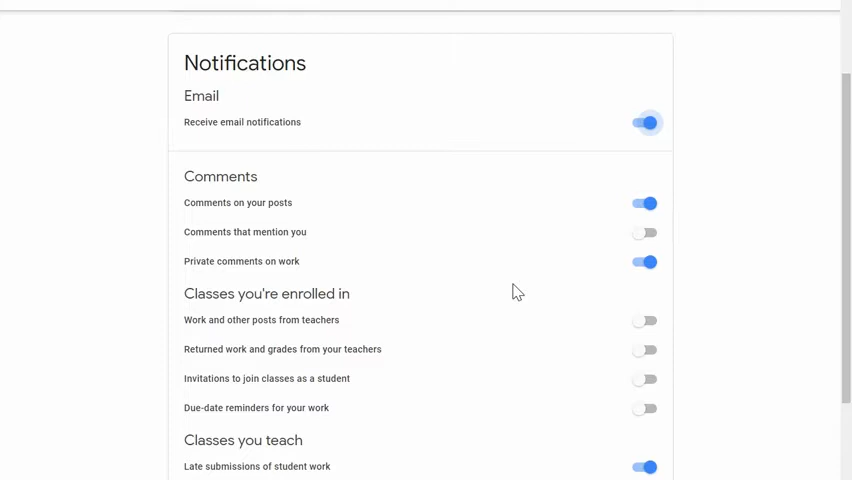 Notifications
Email
Receive email notifications
Comments
Comments on your posts
Comments that mention you
Private comments on work
Classes you're enrolled in
Work and other posts from teachers
Returned work and grades from your teachers
Invitations to join classes as a student
Due-date reminders for your work
Classes you teach
Late submissions of student work